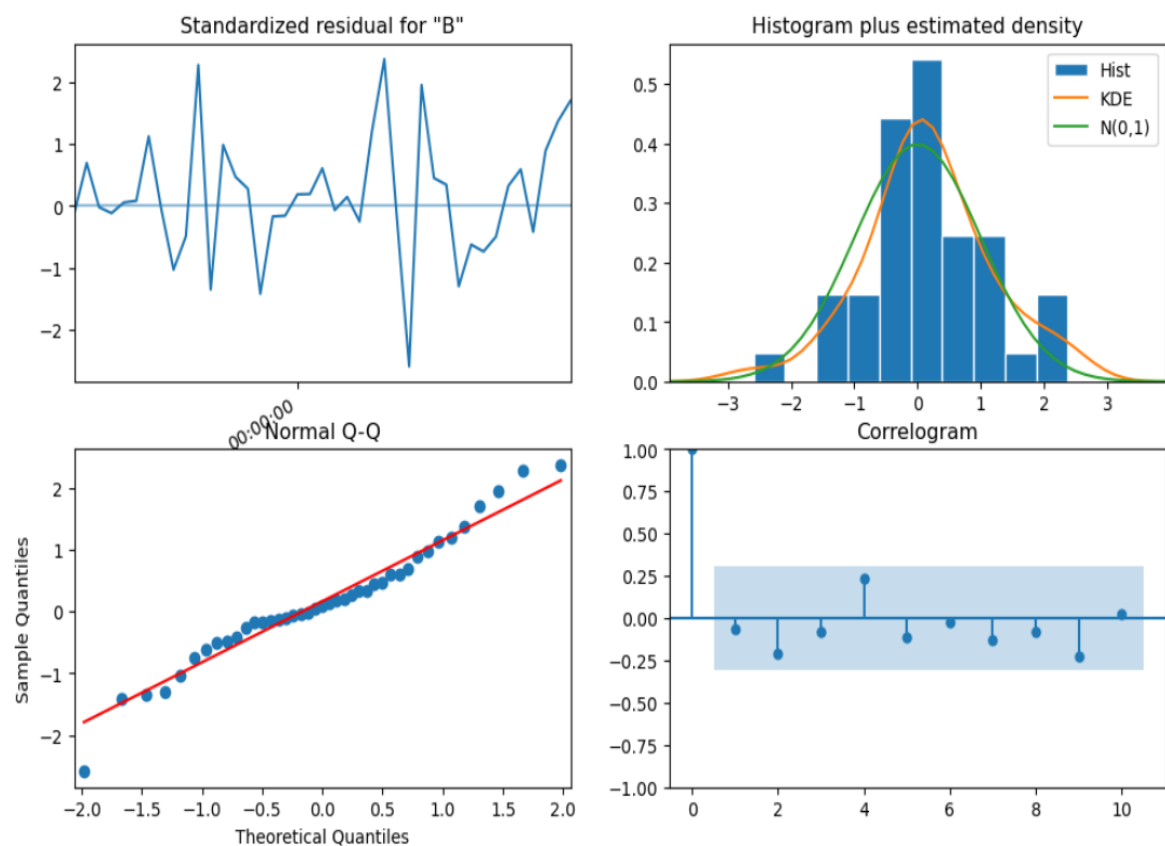 Standardized residual for "B"
2
1
0
−1
−2
00:00:00
Histogram plus estimated density
0.5
0.4
0.3
0.2
0.1
0.0
−3 −2 −1 0 1 2 3
Hist
KDE
N(0,1)
Normal Q-Q
Sample Quantiles
2
1
0
−1
−2
−2.0 −1.5 −1.0 −0.5 0.0 0.5 1.0 1.5 2.0
Theoretical Quantiles
Correlogram
1.00
0.75
0.50
0.25
0.00
−0.25
−0.50
−0.75
−1.00
0 2 4 6 8 10